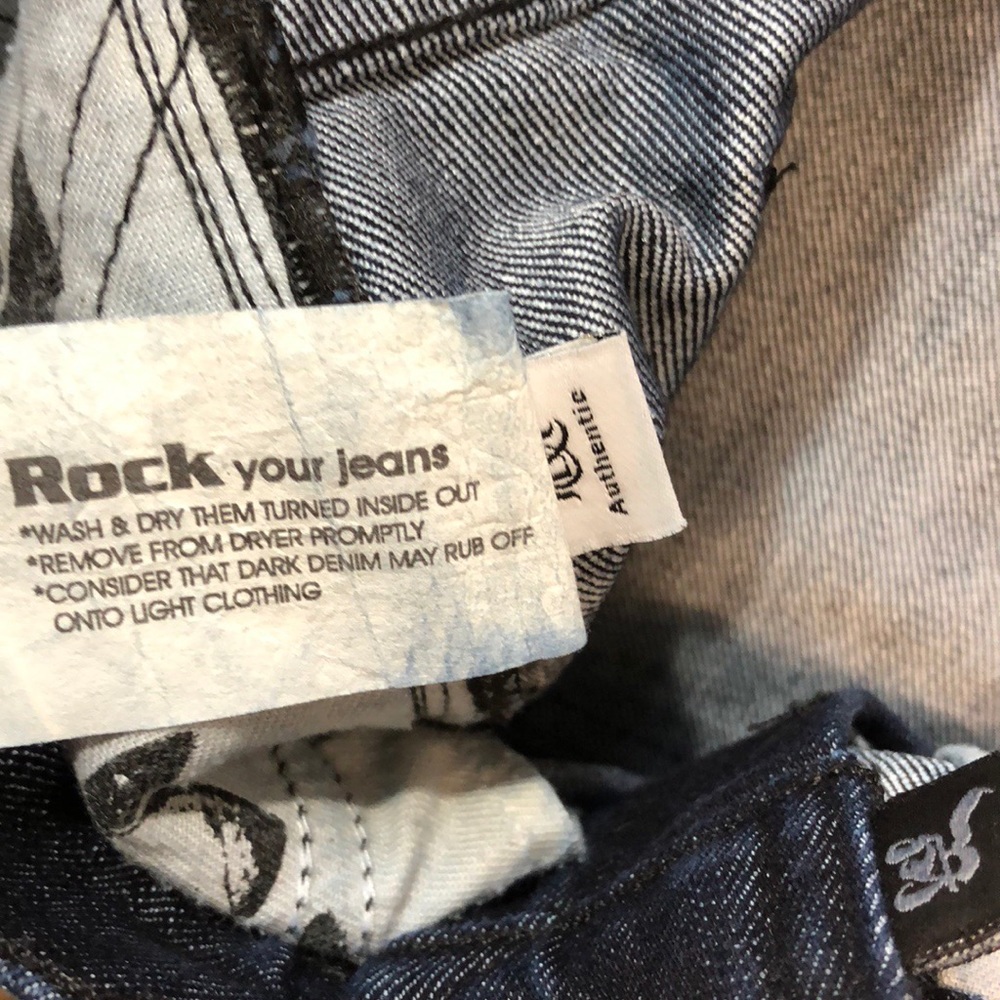 Rock your jeans
*WASH & DRY THEM TURNED INSIDE OUT
*REMOVE FROM DRYER PROMPTLY
*CONSIDER THAT DARK DENIM MAY RUB OFF
ONTO LIGHT CLOTHING
Authentic